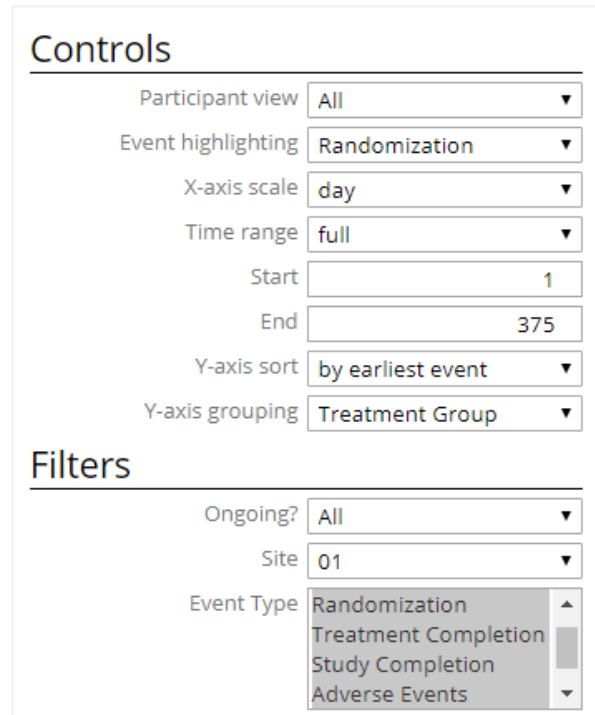 Controls
Participant view All
Event highlighting Randomization
X-axis scale day
Time range full
Start 1
End 375
Y-axis sort by earliest event
Y-axis grouping Treatment Group
Filters
Ongoing? All
Site 01
Event Type Randomization
Treatment Completion
Study Completion
Adverse Events